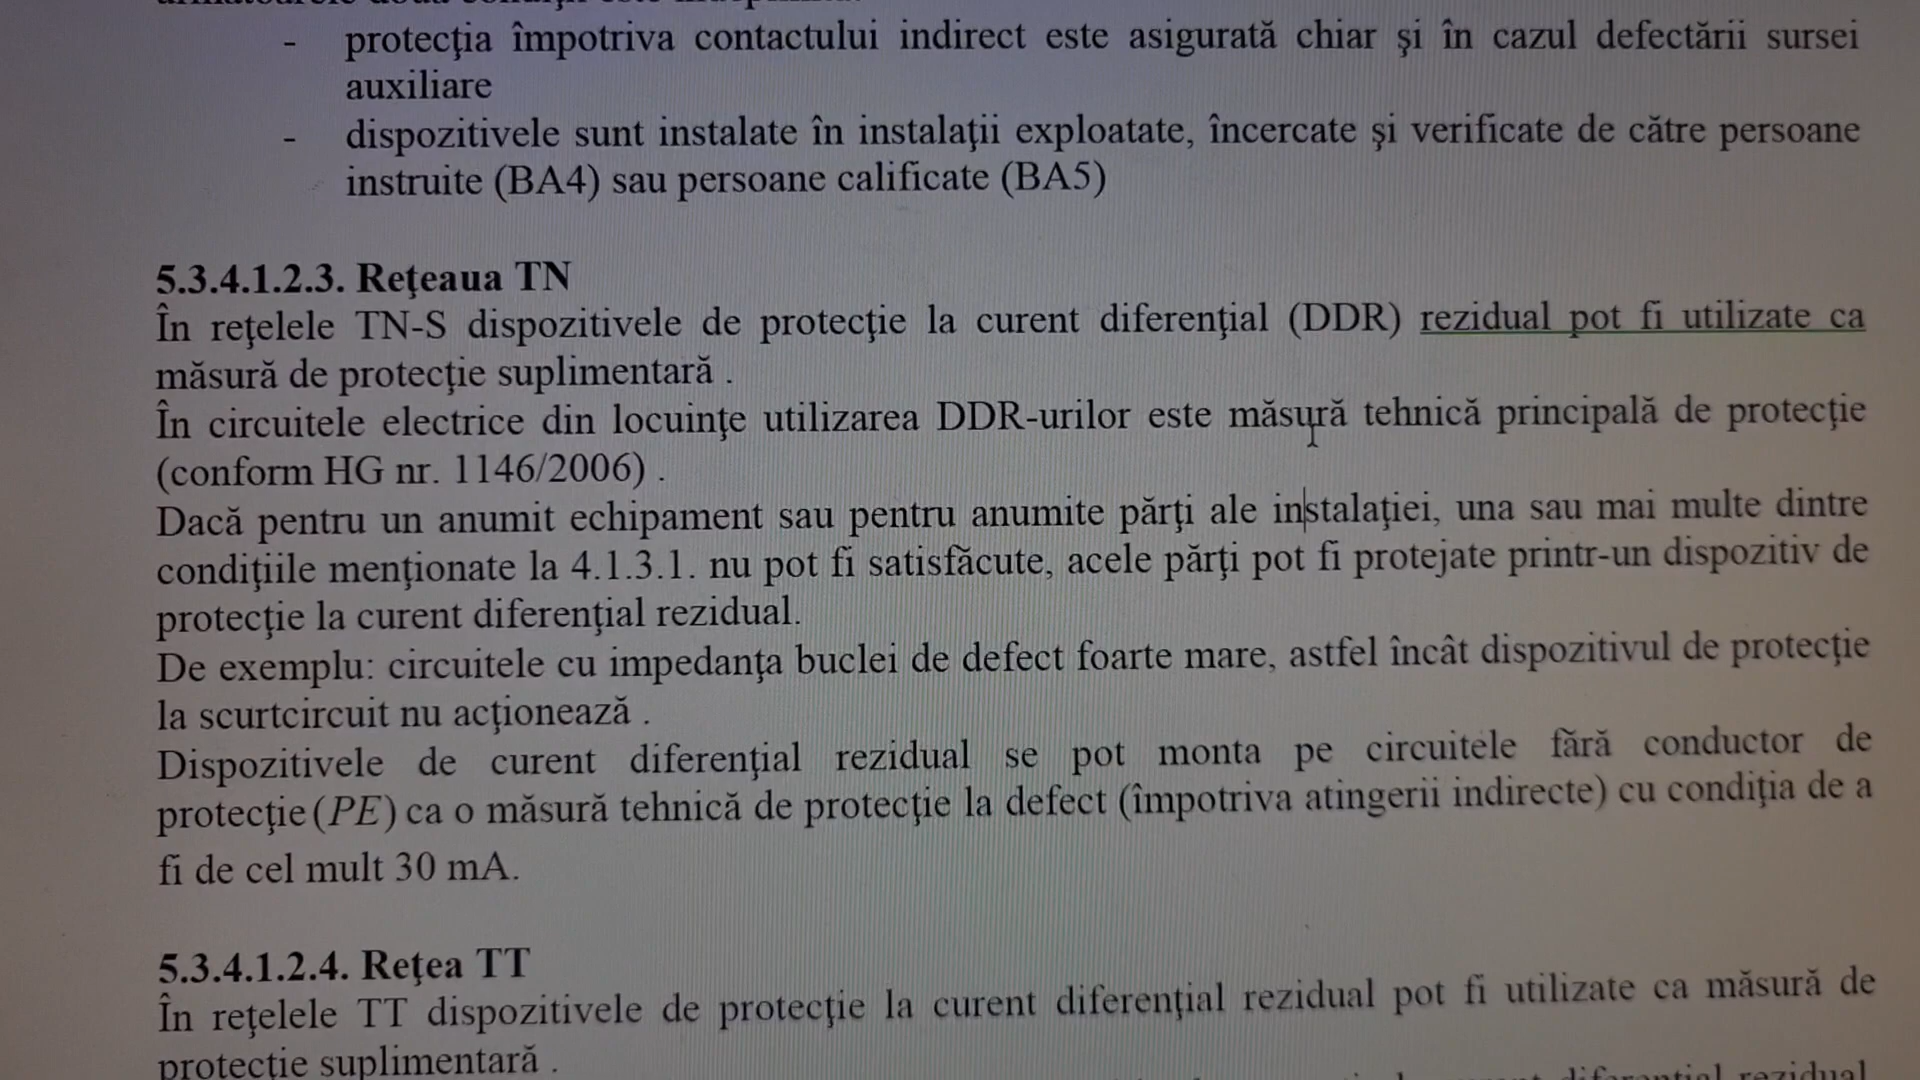 armătoarele două condiţii este îndeplinită:
- protecţia împotriva contactului indirect este asigurată chiar şi în cazul defectării sursei
auxiliare
- dispozitivele sunt instalate în instalaţii exploatate, încercate şi verificate de către persoane
instruite (BA4) sau persoane calificate (BA5)
5.3.4.1.2.3. Reţeaua TN
În reţelele TN-S dispozitivele de protecţie la curent diferenţial (DDR) rezidual pot fi utilizate ca
măsură de protecţie suplimentară .
În circuitele electrice din locuinţe utilizarea DDR-urilor este măsură tehnică principală de protecţie
(conform HG nr. 1146/2006) .
Dacă pentru un anumit echipament sau pentru anumite părţi ale instalaţiei, una sau mai multe dintre
condiţiile menţionate la 4.1.3.1. nu pot fi satisfăcute, acele părţi pot fi protejate printr-un dispozitiv de
protecţie la curent diferenţial rezidual.
De exemplu: circuitele cu impedanţa buclei de defect foarte mare, astfel încât dispozitivul de protecţie
la scurtcircuit nu acţionează .
Dispozitivele de curent diferenţial rezidual se pot monta pe circuitele fără conductor de
protecţie (PE) ca o măsură tehnică de protecţie la defect (împotriva atingerii indirecte) cu condiţia de a
fi de cel mult 30 mA.
5.3.4.1.2.4. Reţea TT
În reţelele TT dispozitivele de protecţie la curent diferenţial rezidual pot fi utilizate ca măsură de
protecţie suplimentară .
diferenţial rezidual